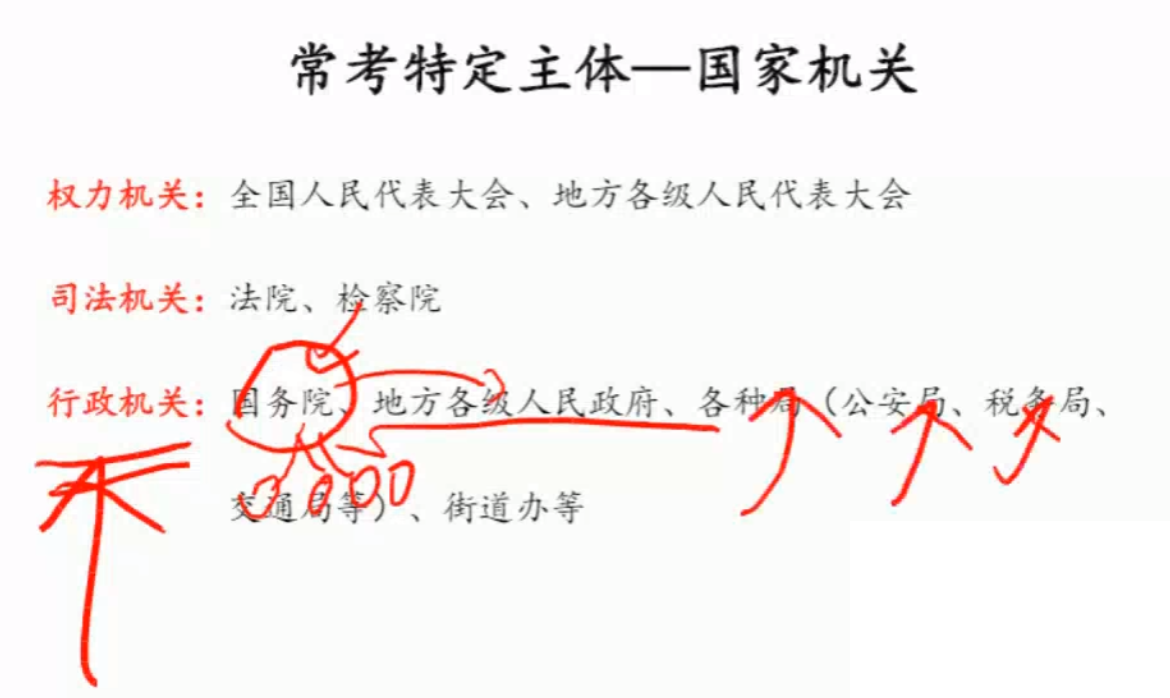 常考特定主体—国家机关
权力机关：全国人民代表大会、地方各级人民代表大会
司法机关：法院、检察院
行政机关：国务院、地方各级人民政府、各种局（公安局、税务局、
交通局等）、街道办等